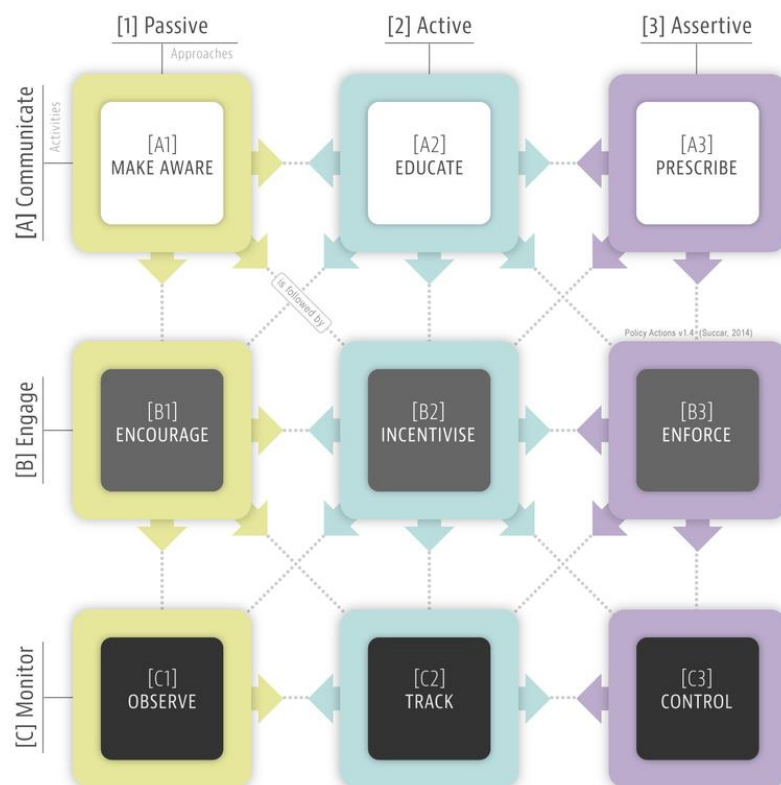 [1] Passive
[2] Active
[3] Assertive
Approaches
[A] Communicate
Activities
[A1]
MAKE AWARE
[A2]
EDUCATE
[A3]
PRESCRIBE
is followed by
Policy Actions v1.4 (Succar, 2014)
[B] Engage
[B1]
ENCOURAGE
[B2]
INCENTIVISE
[B3]
ENFORCE
[C] Monitor
[C1]
OBSERVE
[C2]
TRACK
[C3]
CONTROL